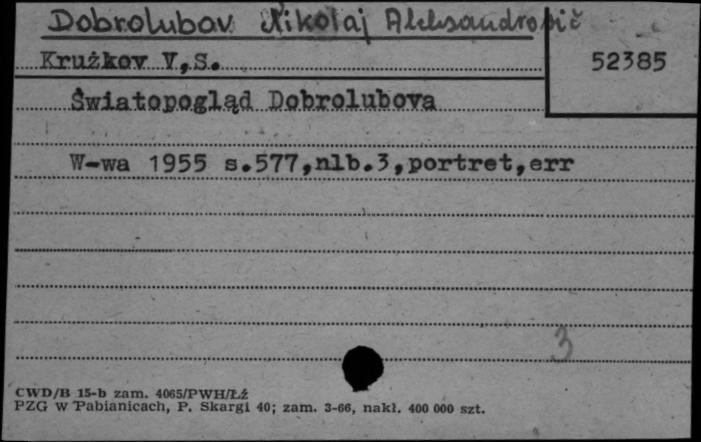 Dobrolubov Nikolaj Aleksandrovič
Krużkov V,S.
52385
Światopogląd Dobrolubova
W-wa 1955 s.577,nlb.3,portret,err
3
CWD/B 15-b zam. 4065/PWH/Łź
PZG w Pabianicach, P. Skargi 40; zam. 3-66, nakł. 400 000 szt.